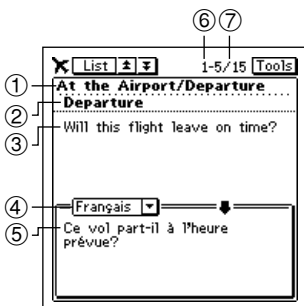 ⑥ ⑦
List 1-5/15 Tools
① At the Airport/Departure
② Departure
③ Will this flight leave on time?
④ Français
⑤ Ce vol part-il à l'heure
prévue?